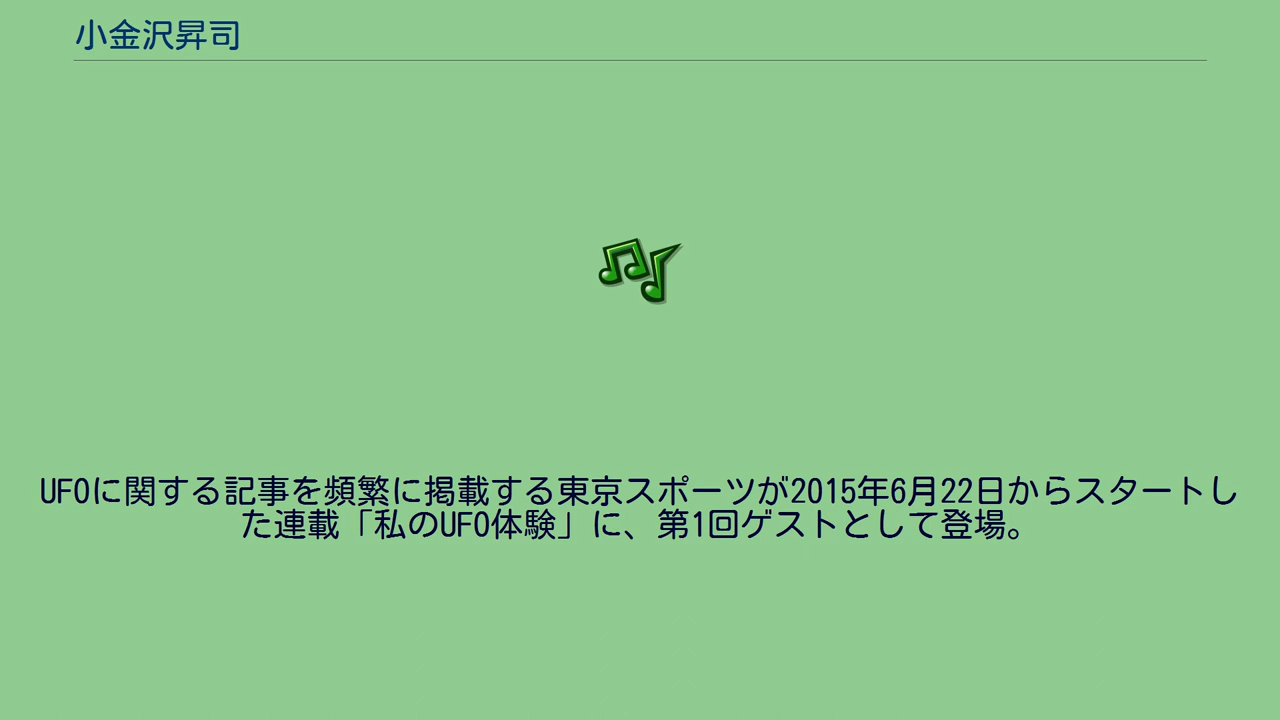 小金沢昇司
UFOに関する記事を頻繁に掲載する東京スポーツが2015年6月22日からスタートし
た連載「私のUFO体験」に、第1回ゲストとして登場。